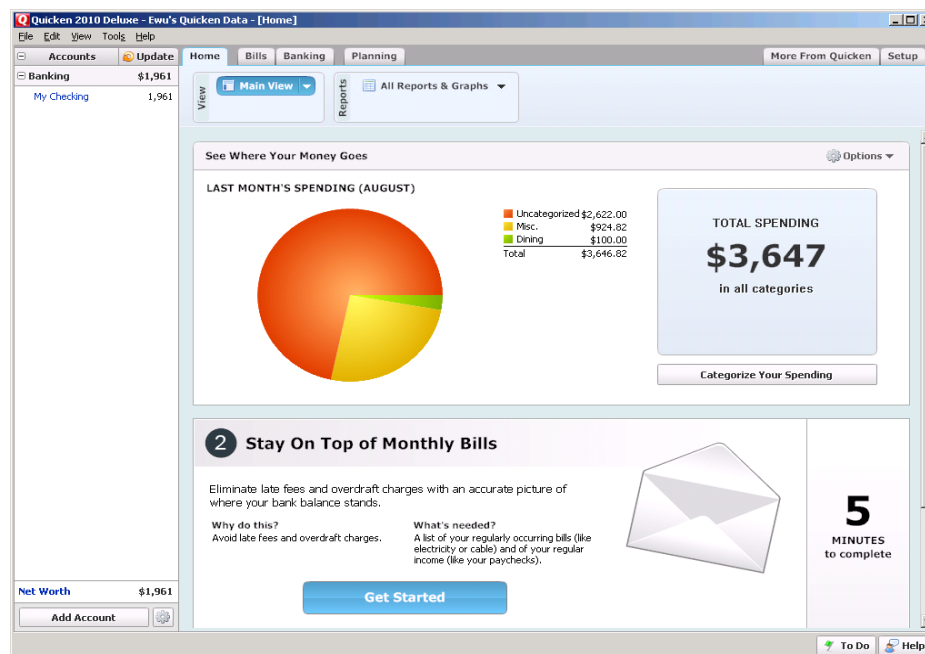 Quicken 2010 Deluxe - Ewu's Quicken Data - [Home]
File Edit View Tools Help
Accounts Update Home Bills Banking Planning More From Quicken Setup
Banking $1,961
My Checking 1,961
View Main View Reports All Reports & Graphs
See Where Your Money Goes Options
LAST MONTH'S SPENDING (AUGUST)
Uncategorized $2,622.00
Misc. $924.82
Dining $100.00
Total $3,646.82
TOTAL SPENDING
$3,647
in all categories
Categorize Your Spending
2 Stay On Top of Monthly Bills
Eliminate late fees and overdraft charges with an accurate picture of
where your bank balance stands.
Why do this?
Avoid late fees and overdraft charges.
What's needed?
A list of your regularly occurring bills (like
electricity or cable) and of your regular
income (like your paychecks).
5
MINUTES
to complete
Get Started
Net Worth $1,961
Add Account
To Do Help